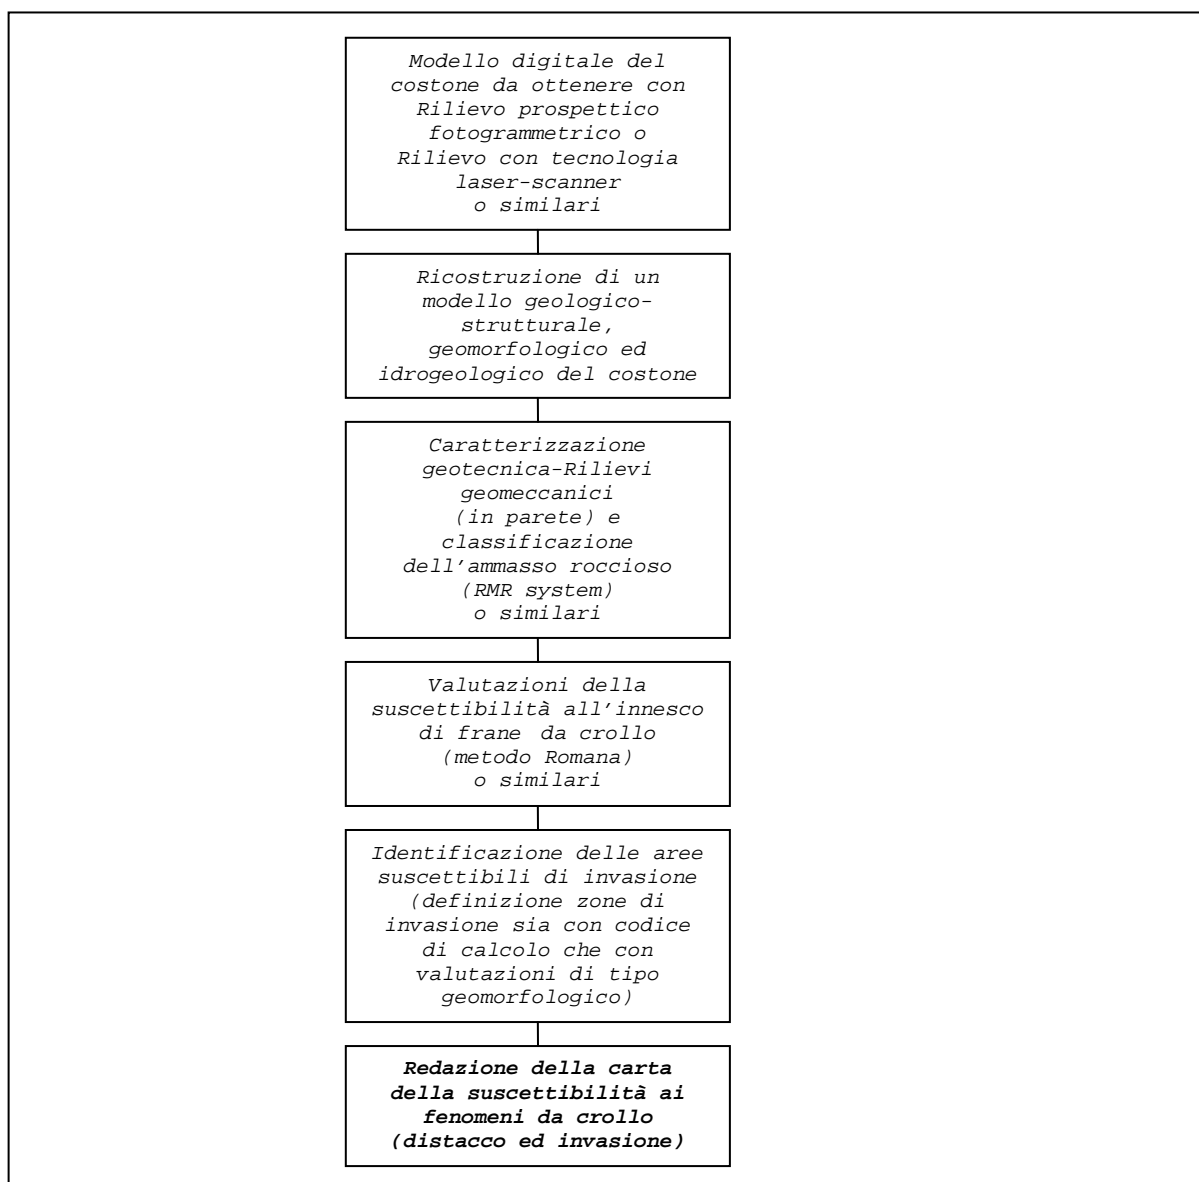 Modello digitale del
costone da ottenere con
Rilievo prospettico
fotogrammetrico o
Rilievo con tecnologia
laser-scanner
o similari
Ricostruzione di un
modello geologico-
strutturale,
geomorfologico ed
idrogeologico del costone
Caratterizzazione
geotecnica-Rilievi
geomeccanici
(in parete) e
classificazione
dell’ammasso roccioso
(RMR system)
o similari
Valutazioni della
suscettibilità all’innesco
di frane da crollo
(metodo Romana)
o similari
Identificazione delle aree
suscettibili di invasione
(definizione zone di
invasione sia con codice
di calcolo che con
valutazioni di tipo
geomorfologico)
Redazione della carta
della suscettibilità ai
fenomeni da crollo
(distacco ed invasione)